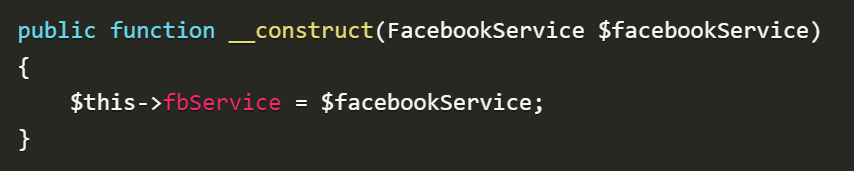 public function __construct(FacebookService $facebookService)
{
    $this->fbService = $facebookService;
}